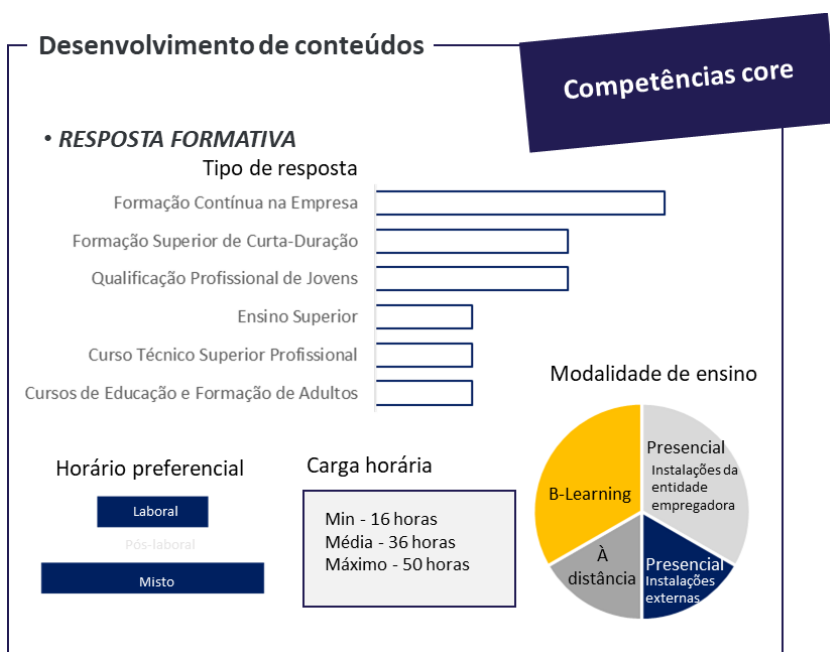 Desenvolvimento de conteúdos
Competências core
• RESPOSTA FORMATIVA
Tipo de resposta
Formação Contínua na Empresa
Formação Superior de Curta-Duração
Qualificação Profissional de Jovens
Ensino Superior
Curso Técnico Superior Profissional
Cursos de Educação e Formação de Adultos
Modalidade de ensino
Presencial
Instalações da
entidade
empregadora
B-Learning
À
distância
Presencial
Instalações
externas
Horário preferencial
Laboral
Pós-laboral
Misto
Carga horária
Min - 16 horas
Média - 36 horas
Máximo - 50 horas